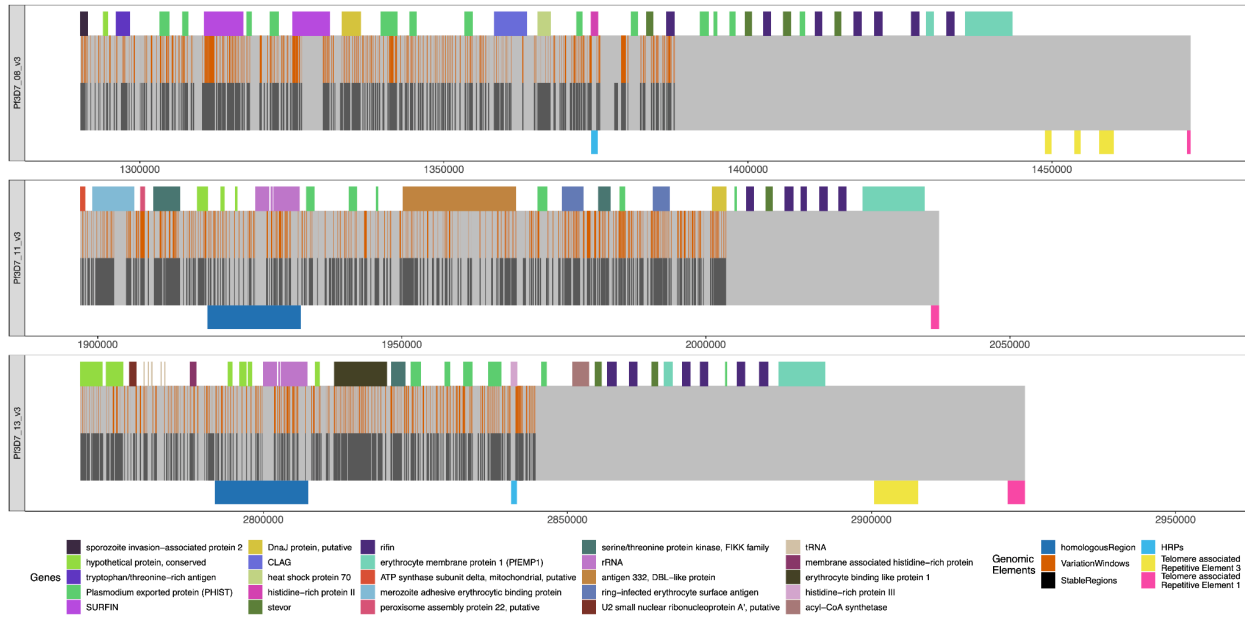 Pf3D7_08_v3
1300000 1350000 1400000 1450000
Pf3D7_11_v3
1900000 1950000 2000000 2050000
Pf3D7_13_v3
2800000 2850000 2900000 2950000
Genes
sporozoite invasion−associated protein 2
hypothetical protein, conserved
tryptophan/threonine−rich antigen
Plasmodium exported protein (PHIST)
SURFIN
DnaJ protein, putative
CLAG
heat shock protein 70
histidine−rich protein II
stevor
rifin
erythrocyte membrane protein 1 (PfEMP1)
ATP synthase subunit delta, mitochondrial, putative
merozoite adhesive erythrocytic binding protein
peroxisome assembly protein 22, putative
serine/threonine protein kinase, FIKK family
rRNA
antigen 332, DBL−like protein
ring−infected erythrocyte surface antigen
U2 small nuclear ribonucleoprotein A', putative
tRNA
membrane associated histidine−rich protein
erythrocyte binding like protein 1
histidine−rich protein III
acyl−CoA synthetase
Genomic
Elements
homologousRegion
VariationWindows
StableRegions
HRPs
Telomere associated
Repetitive Element 3
Telomere associated
Repetitive Element 1